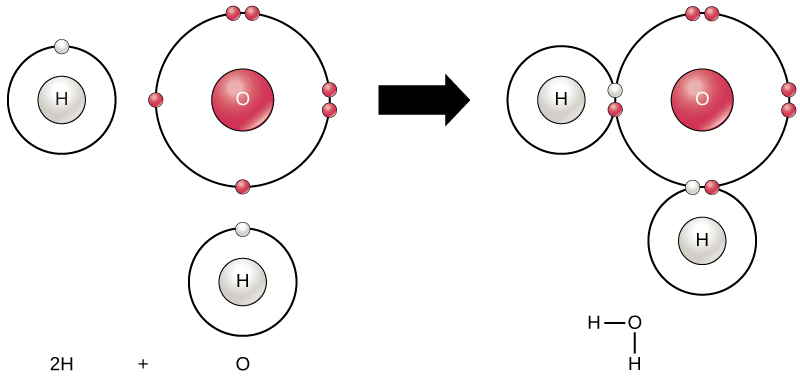 H O H O
H H
H O
2H + O H